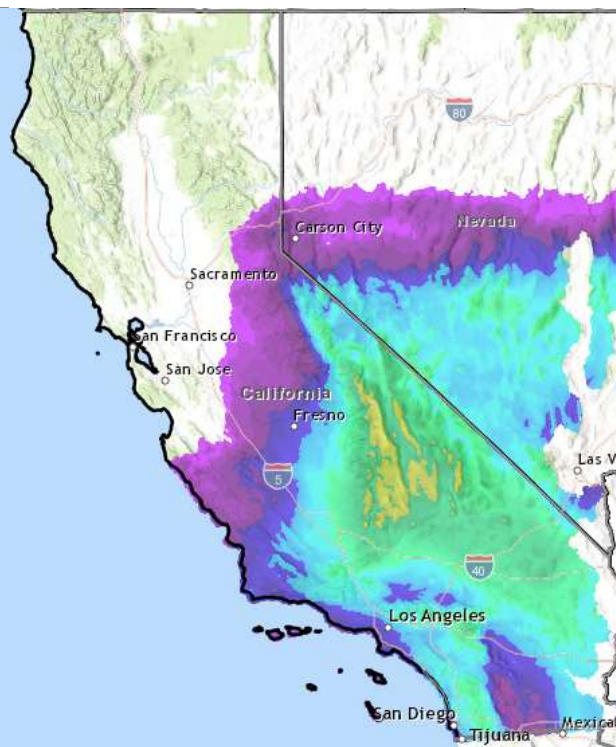 80
Nevada
Carson City
Sacramento
San Francisco
San Jose
California
Fresno
5
Las V
40
Los Angeles
San Diego
Tijuana
Mexical